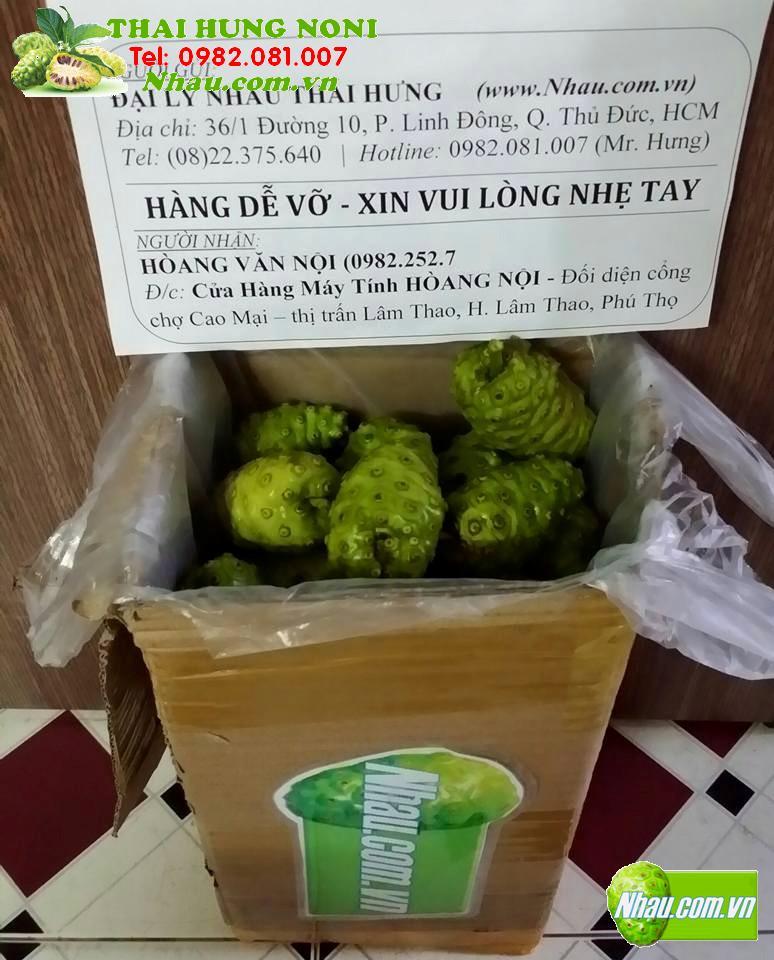 THAI HUNG NONI
Tel: 0982.081.007
Nhau.com.vn
NGƯỜI GỬI:
ĐẠI LÝ NHÀU THÁI HƯNG (www.Nhau.com.vn)
Địa chỉ: 36/1 Đường 10, P. Linh Đông, Q. Thủ Đức, HCM
Tel: (08)22.375.640 | Hotline: 0982.081.007 (Mr. Hưng)
HÀNG DỄ VỠ - XIN VUI LÒNG NHẸ TAY
NGƯỜI NHẬN:
HÒANG VĂN NỘI (0982.252.7
Đ/c: Cửa Hàng Máy Tính HÒANG NỘI - Đối diện cổng
chợ Cao Mại – thị trấn Lâm Thao, H. Lâm Thao, Phú Thọ
Nhau.com.vn
Nhau.com.vn